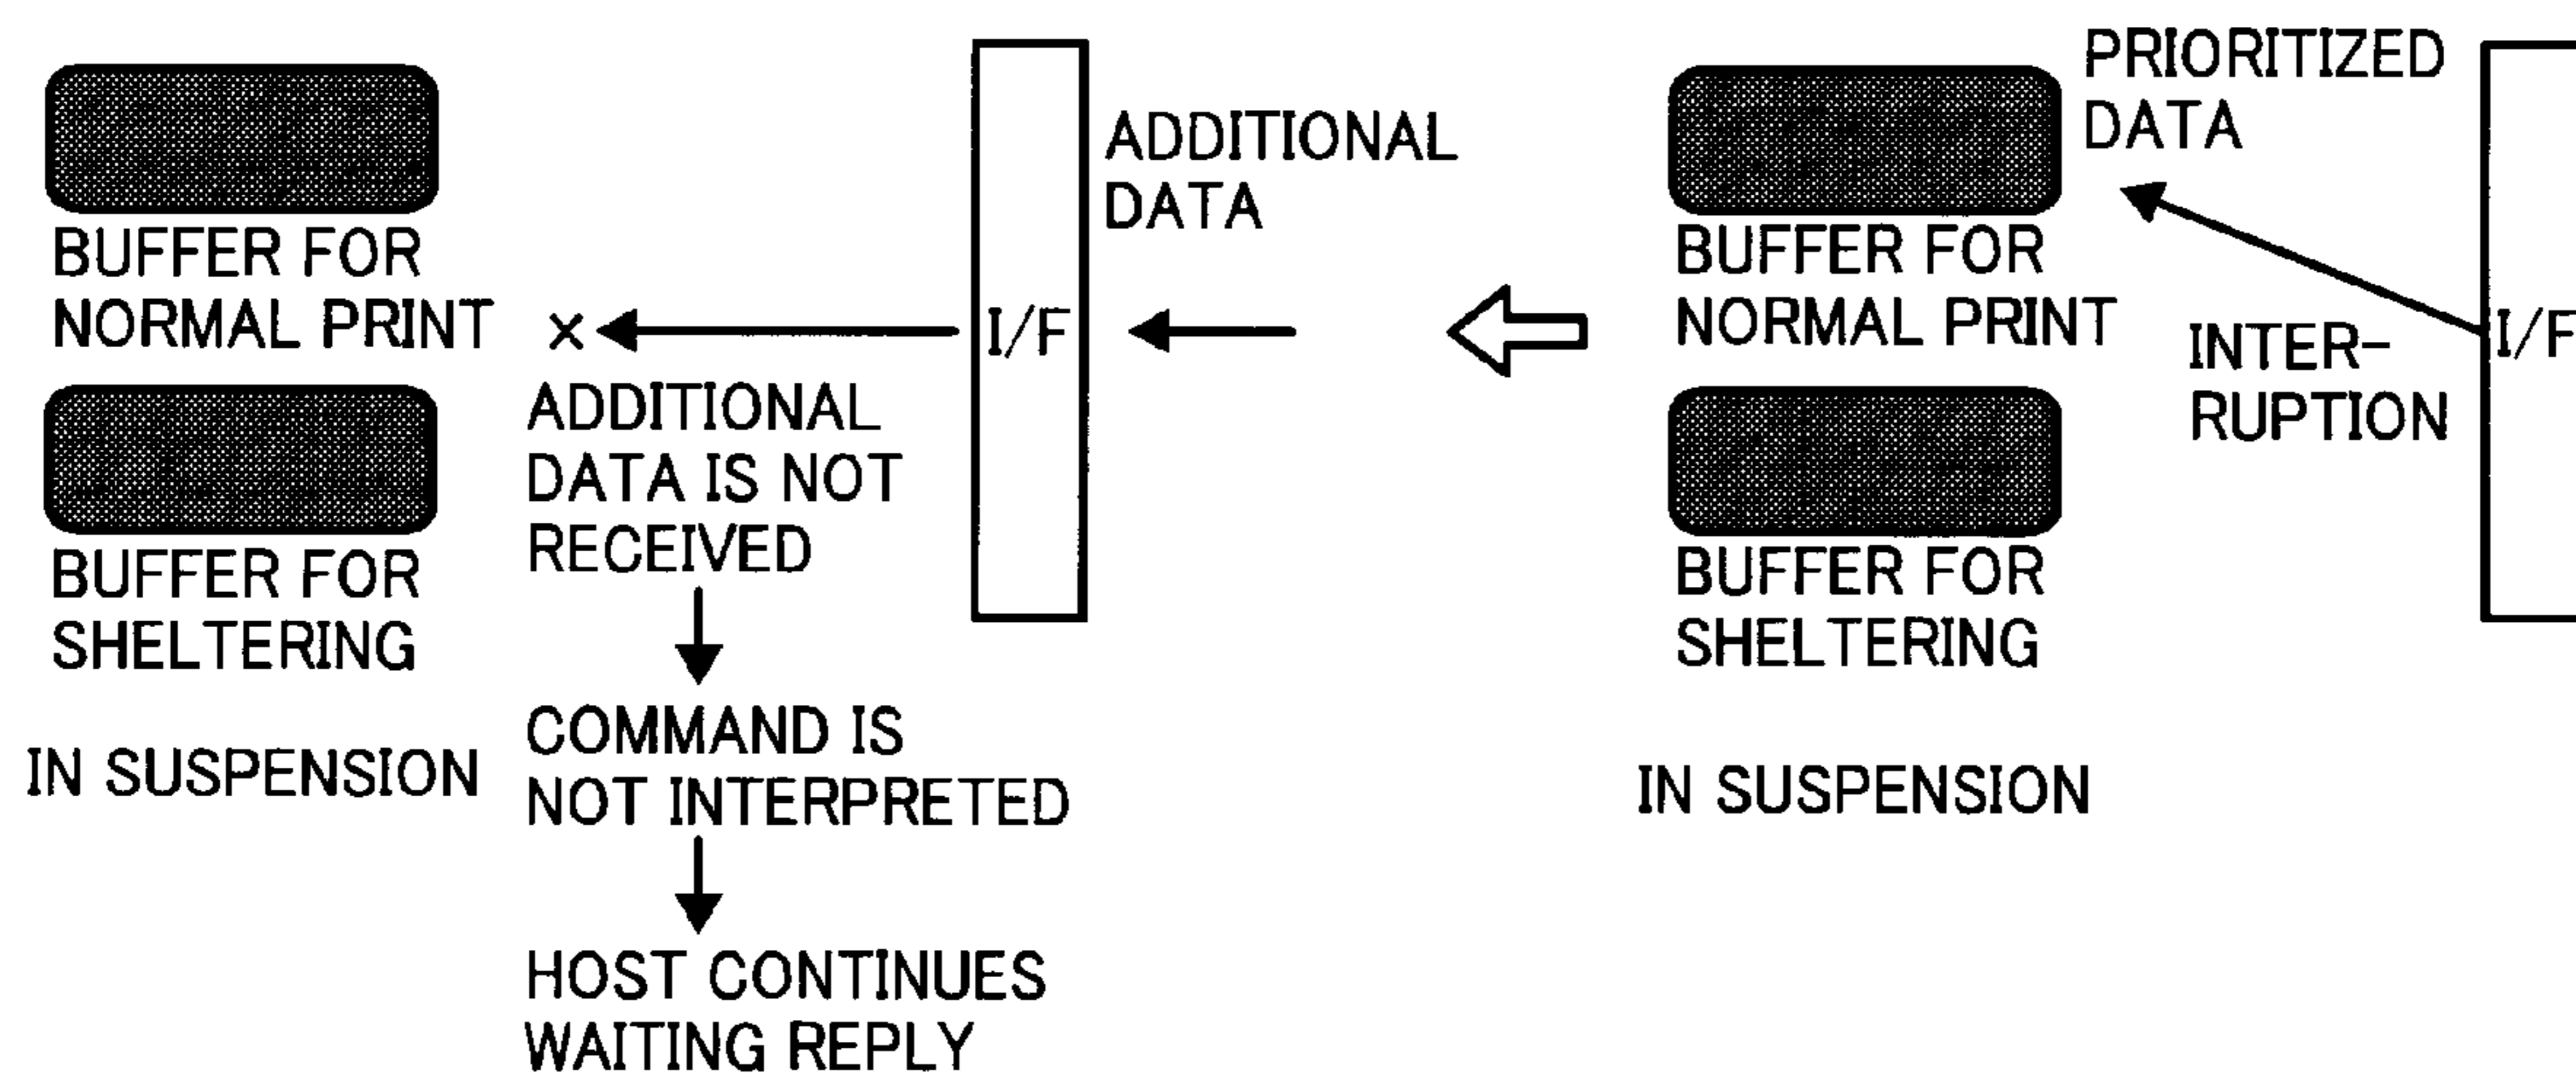 BUFFER FOR
NORMAL PRINT
×
BUFFER FOR
SHELTERING
IN SUSPENSION
ADDITIONAL
DATA IS NOT
RECEIVED
COMMAND IS
NOT INTERPRETED
HOST CONTINUES
WAITING REPLY
I/F
ADDITIONAL
DATA
BUFFER FOR
NORMAL PRINT
BUFFER FOR
SHELTERING
IN SUSPENSION
PRIORITIZED
DATA
INTER-
RUPTION
I/F